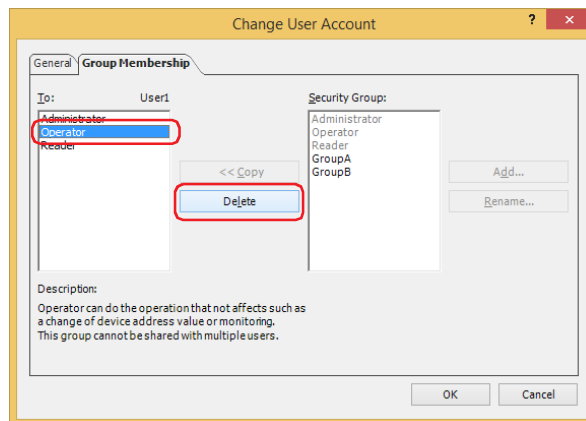 Change User Account
?
General
Group Membership
To: User1
Security Group:
Administrator
Operator
Reader
<< Copy
Delete
Administrator
Operator
Reader
GroupA
GroupB
Add...
Rename...
Description:
Operator can do the operation that not affects such as
a change of device address value or monitoring.
This group cannot be shared with multiple users.
OK
Cancel